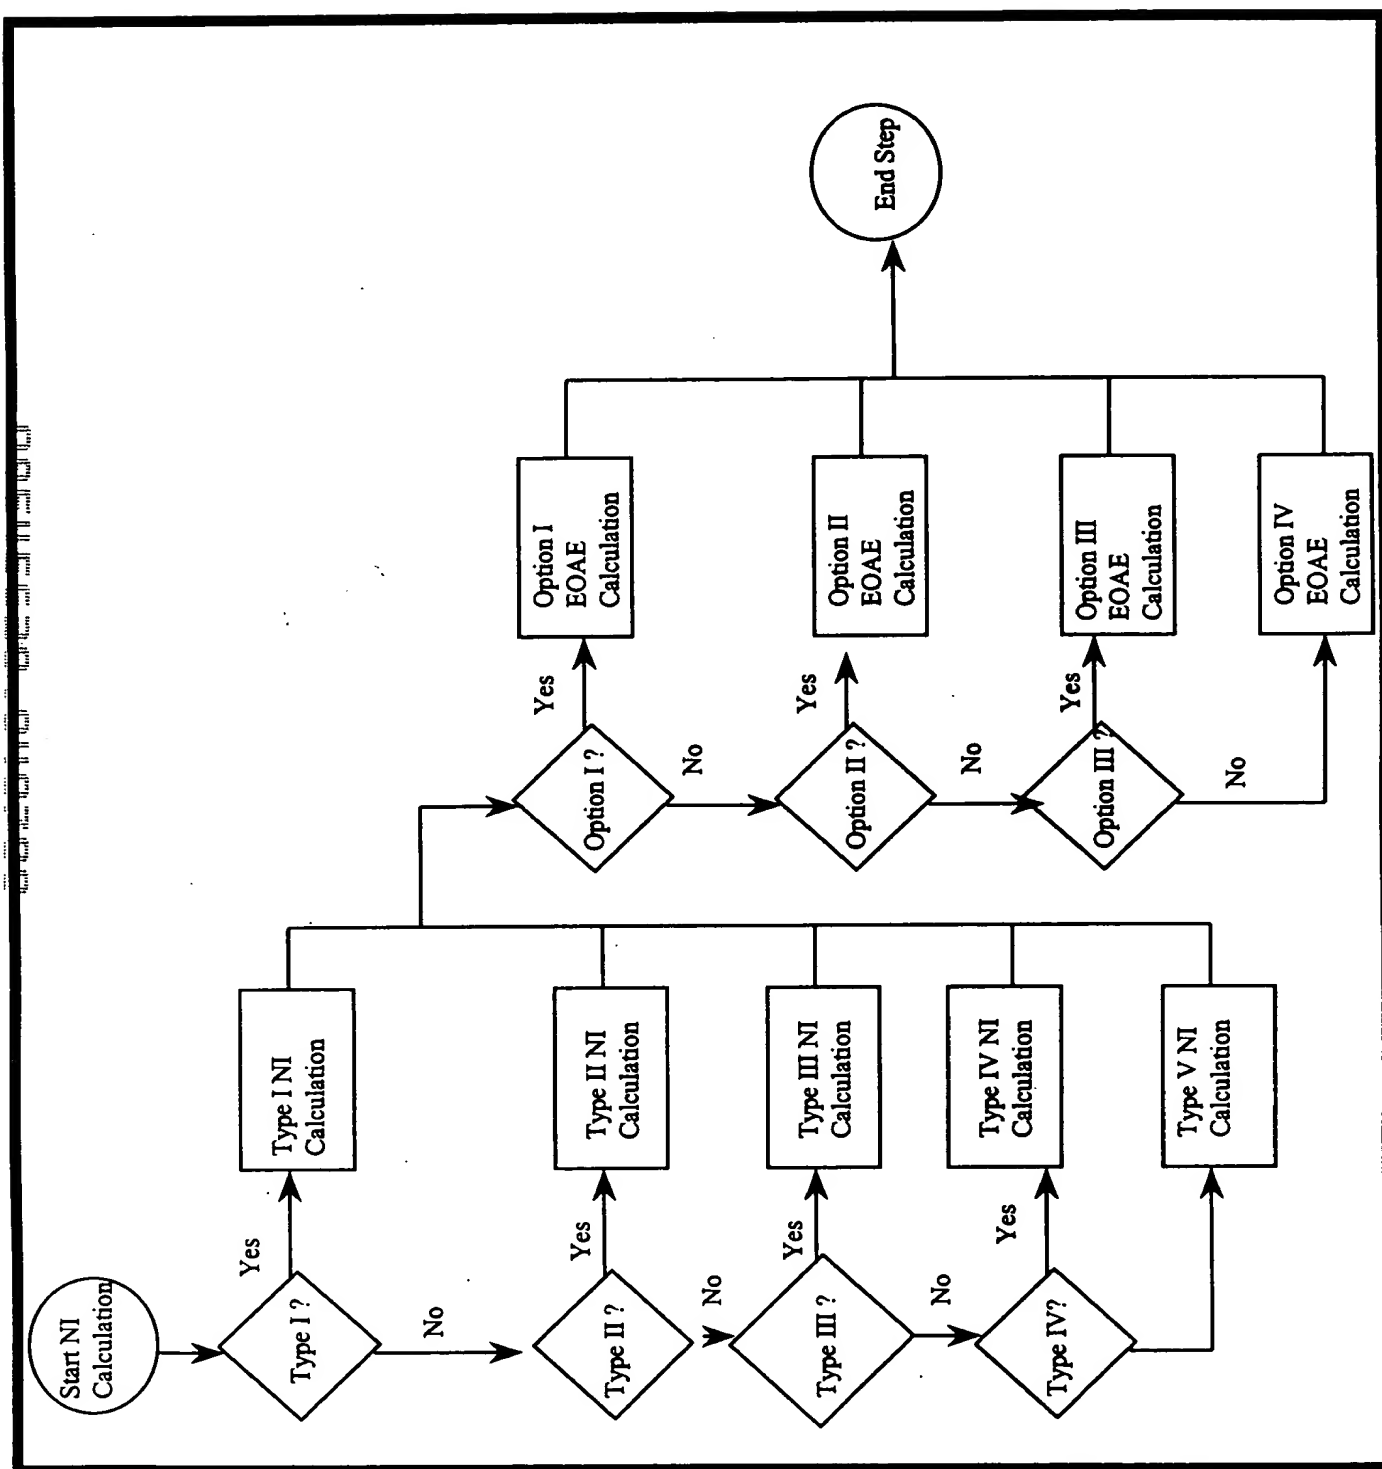 Start NI
Calculation
Type I ?
Yes
Type I NI
Calculation
No
Type II ?
Yes
Type II NI
Calculation
No
Type III ?
Yes
Type III NI
Calculation
No
Type IV?
Yes
Type IV NI
Calculation
Type V NI
Calculation
Option I ?
Yes
Option I
EOAE
Calculation
No
Option II ?
Yes
Option II
EOAE
Calculation
No
Option III ?
Yes
Option III
EOAE
Calculation
No
Option IV
EOAE
Calculation
End Step